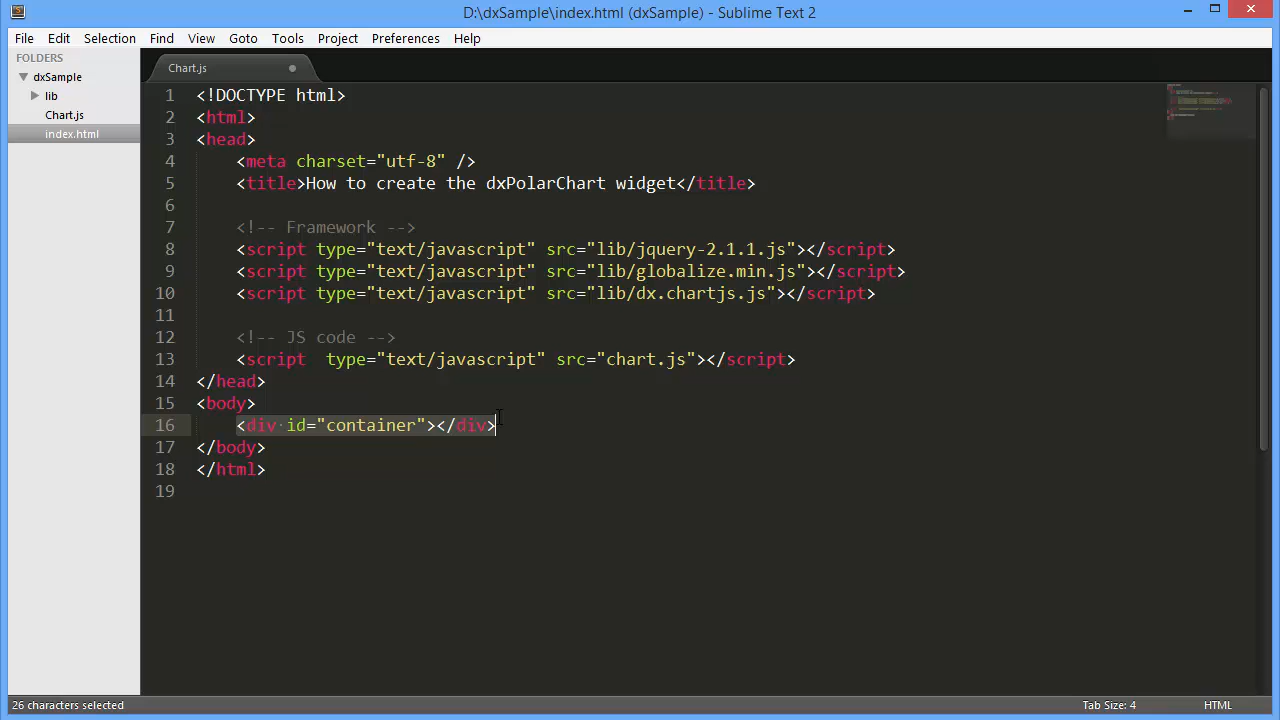 D:\dxSample\index.html (dxSample) - Sublime Text 2
File Edit Selection Find View Goto Tools Project Preferences Help
FOLDERS
dxSample
lib
Chart.js
index.html
Chart.js
1 <!DOCTYPE html>
2 <html>
3 <head>
4     <meta charset="utf-8" />
5     <title>How to create the dxPolarChart widget</title>
6
7     <!-- Framework -->
8     <script type="text/javascript" src="lib/jquery-2.1.1.js"></script>
9     <script type="text/javascript" src="lib/globalize.min.js"></script>
10     <script type="text/javascript" src="lib/dx.chartjs.js"></script>
11
12     <!-- JS code -->
13     <script  type="text/javascript" src="chart.js"></script>
14 </head>
15 <body>
16     <div id="container"></div>
17 </body>
18 </html>
19
26 characters selected
Tab Size: 4
HTML